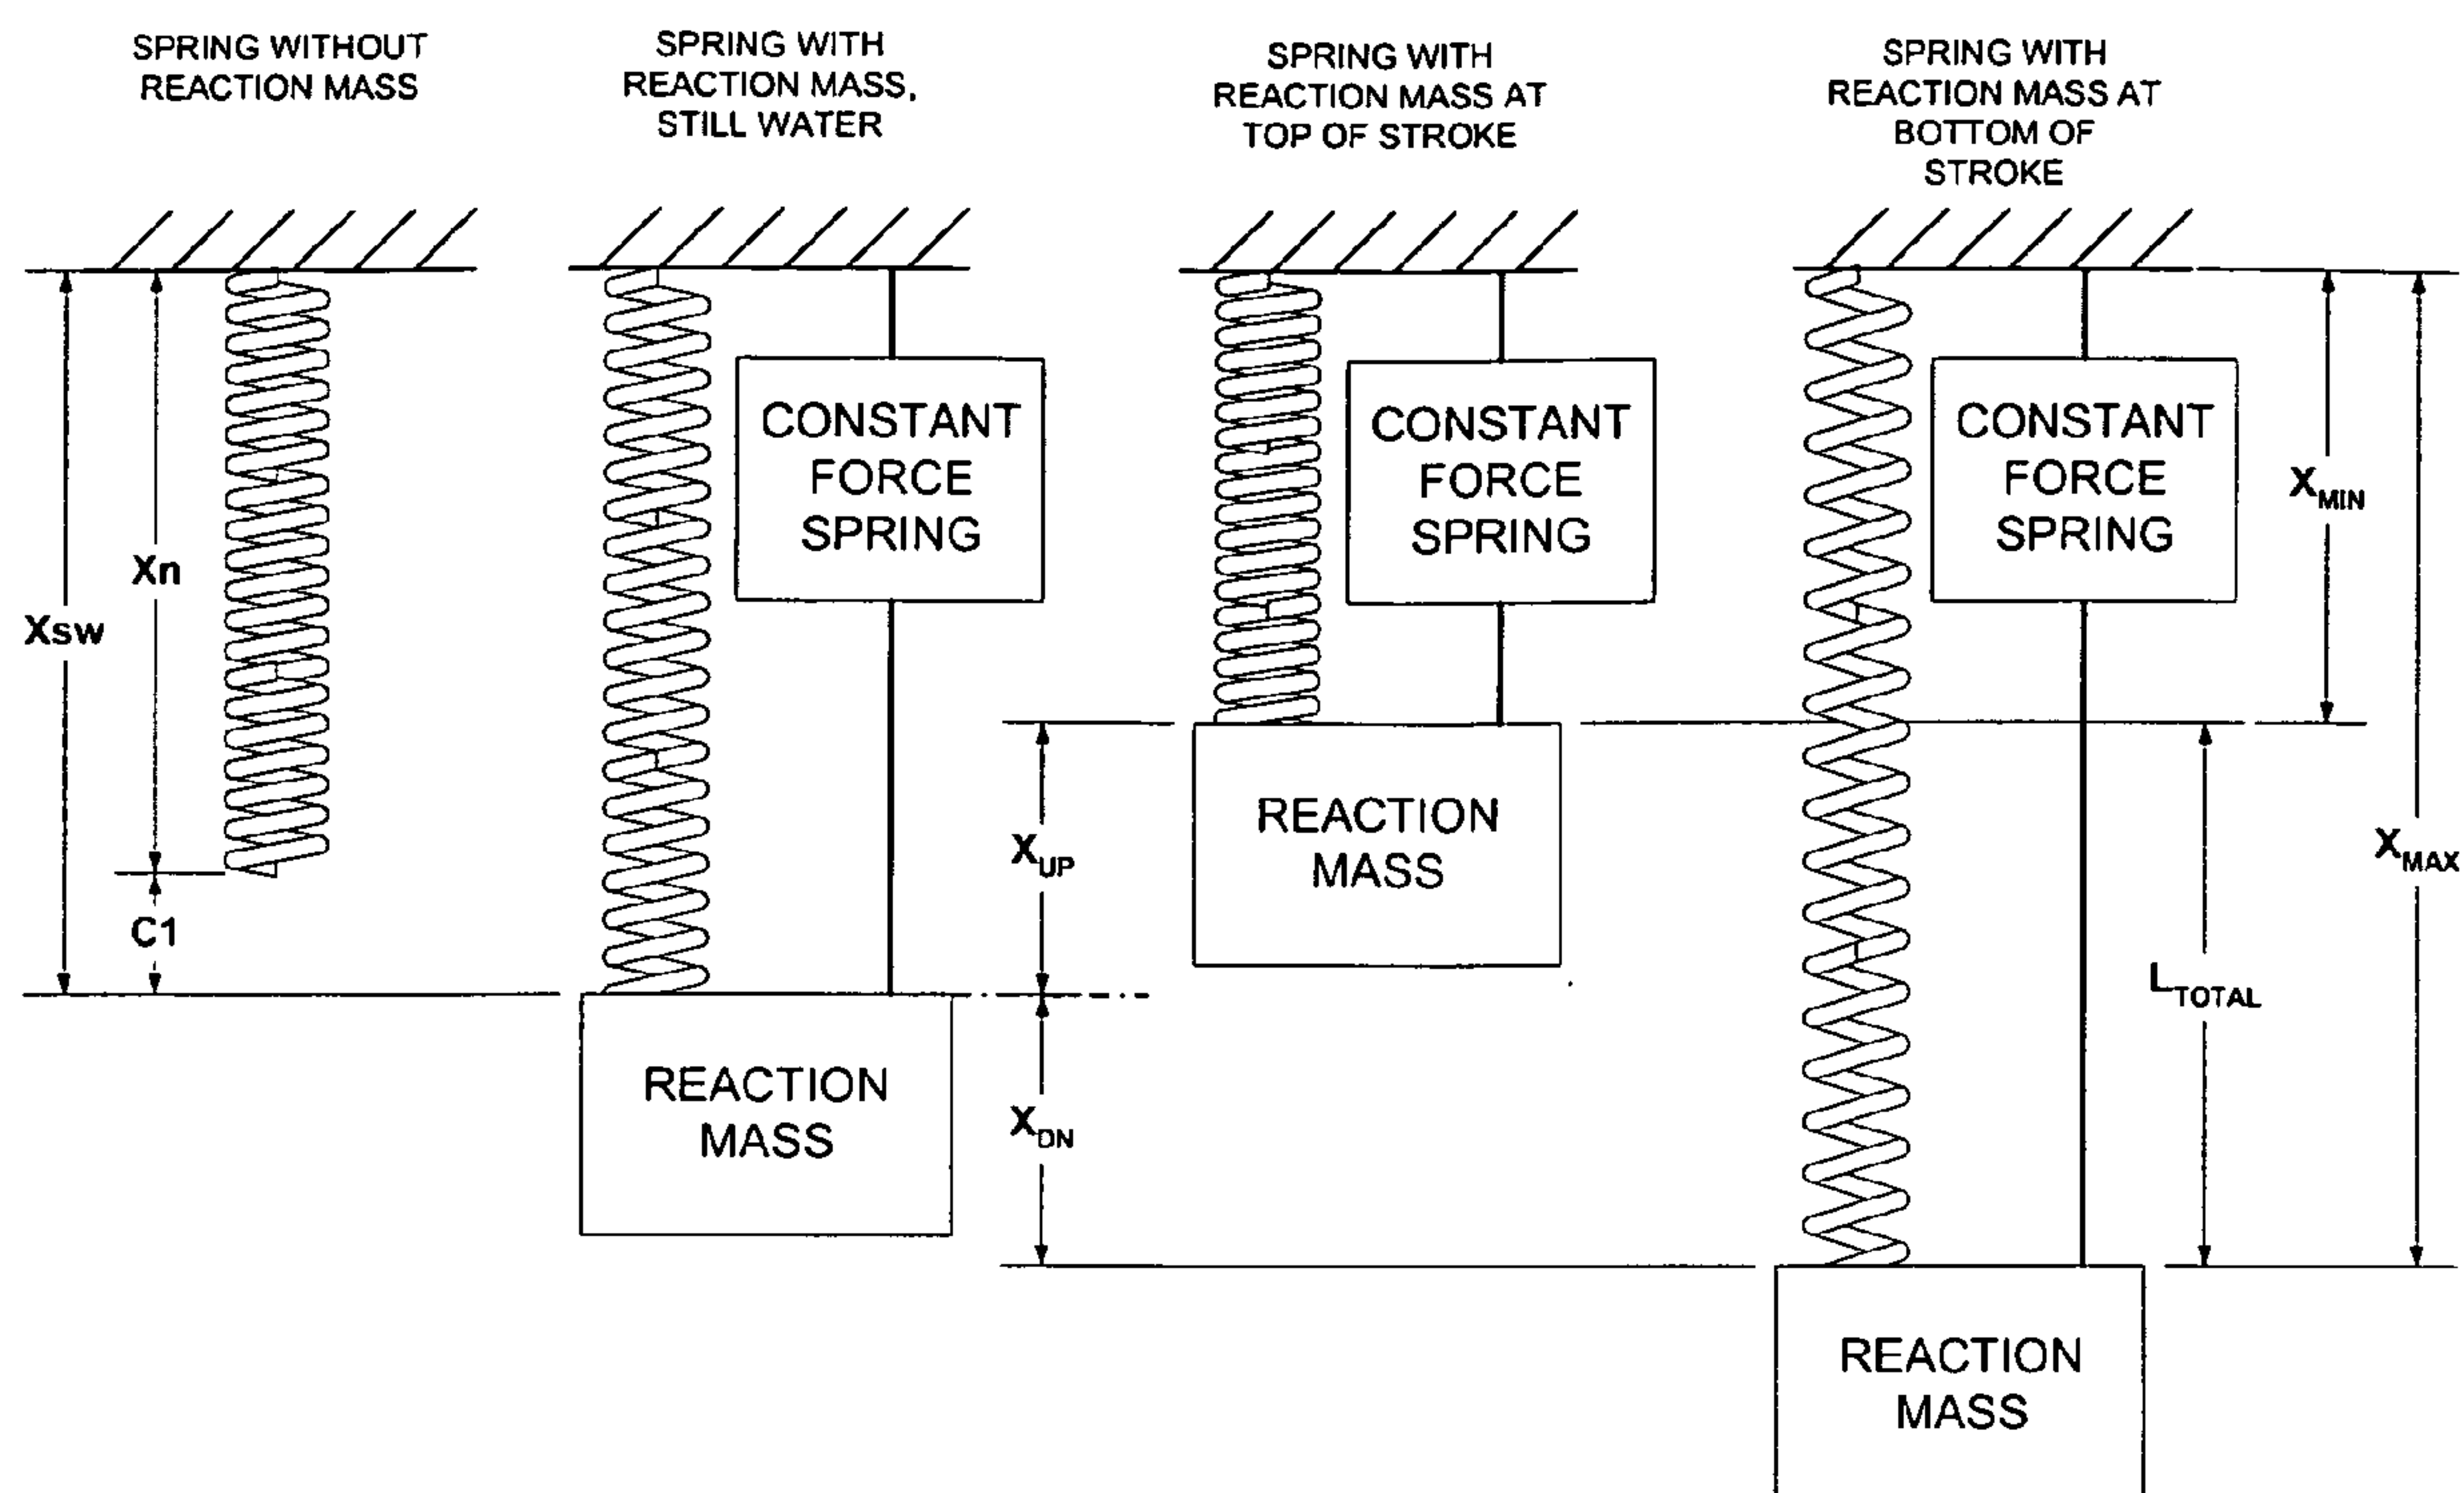 SPRING WITHOUT
REACTION MASS
SPRING WITH
REACTION MASS,
STILL WATER
SPRING WITH
REACTION MASS AT
TOP OF STROKE
SPRING WITH
REACTION MASS AT
BOTTOM OF
STROKE
Xsw
Xn
C1
CONSTANT
FORCE
SPRING
REACTION
MASS
X_UP
X_DN
CONSTANT
FORCE
SPRING
REACTION
MASS
CONSTANT
FORCE
SPRING
REACTION
MASS
X_MIN
L_TOTAL
X_MAX